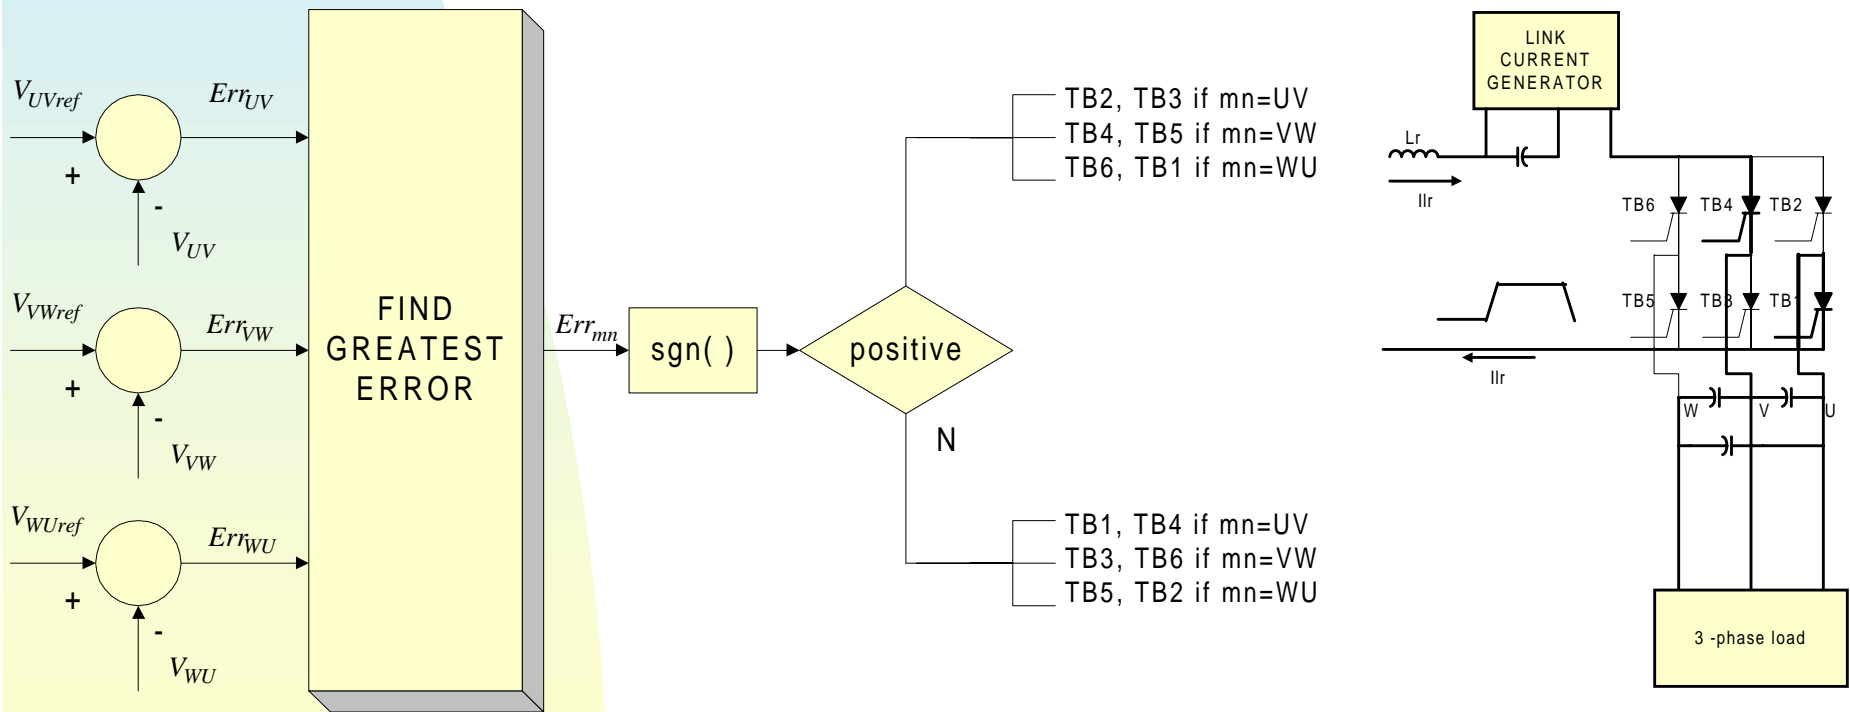 V_UVref
Err_UV
+
-
V_UV
V_VWref
Err_VW
+
-
V_VW
V_WUref
Err_WU
+
-
V_WU
FIND
GREATEST
ERROR
Err_mn
sgn( )
positive
N
TB2, TB3 if mn=UV
TB4, TB5 if mn=VW
TB6, TB1 if mn=WU
TB1, TB4 if mn=UV
TB3, TB6 if mn=VW
TB5, TB2 if mn=WU
LINK
CURRENT
GENERATOR
Lr
Ilr
TB6
TB4
TB2
TB5
TB3
TB1
Ilr
W
V
U
3 -phase load